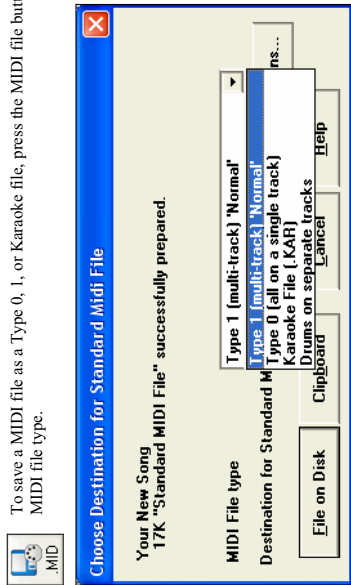 .MID
To save a MIDI file as a Type 0, 1, or Karaoke file, press the MIDI file
MIDI file type.
Choose Destination for Standard Midi File
Your New Song
17K "Standard MIDI File" successfully prepared.
MIDI File type
Type 1 (multi-track) 'Normal'
Type 1 (multi-track) 'Normal'
Type 0 (all on a single track)
Karaoke File (.KAR)
Drums on separate tracks
Destination for Standard M
ns...
File on Disk
Clipboard
Cancel
Help